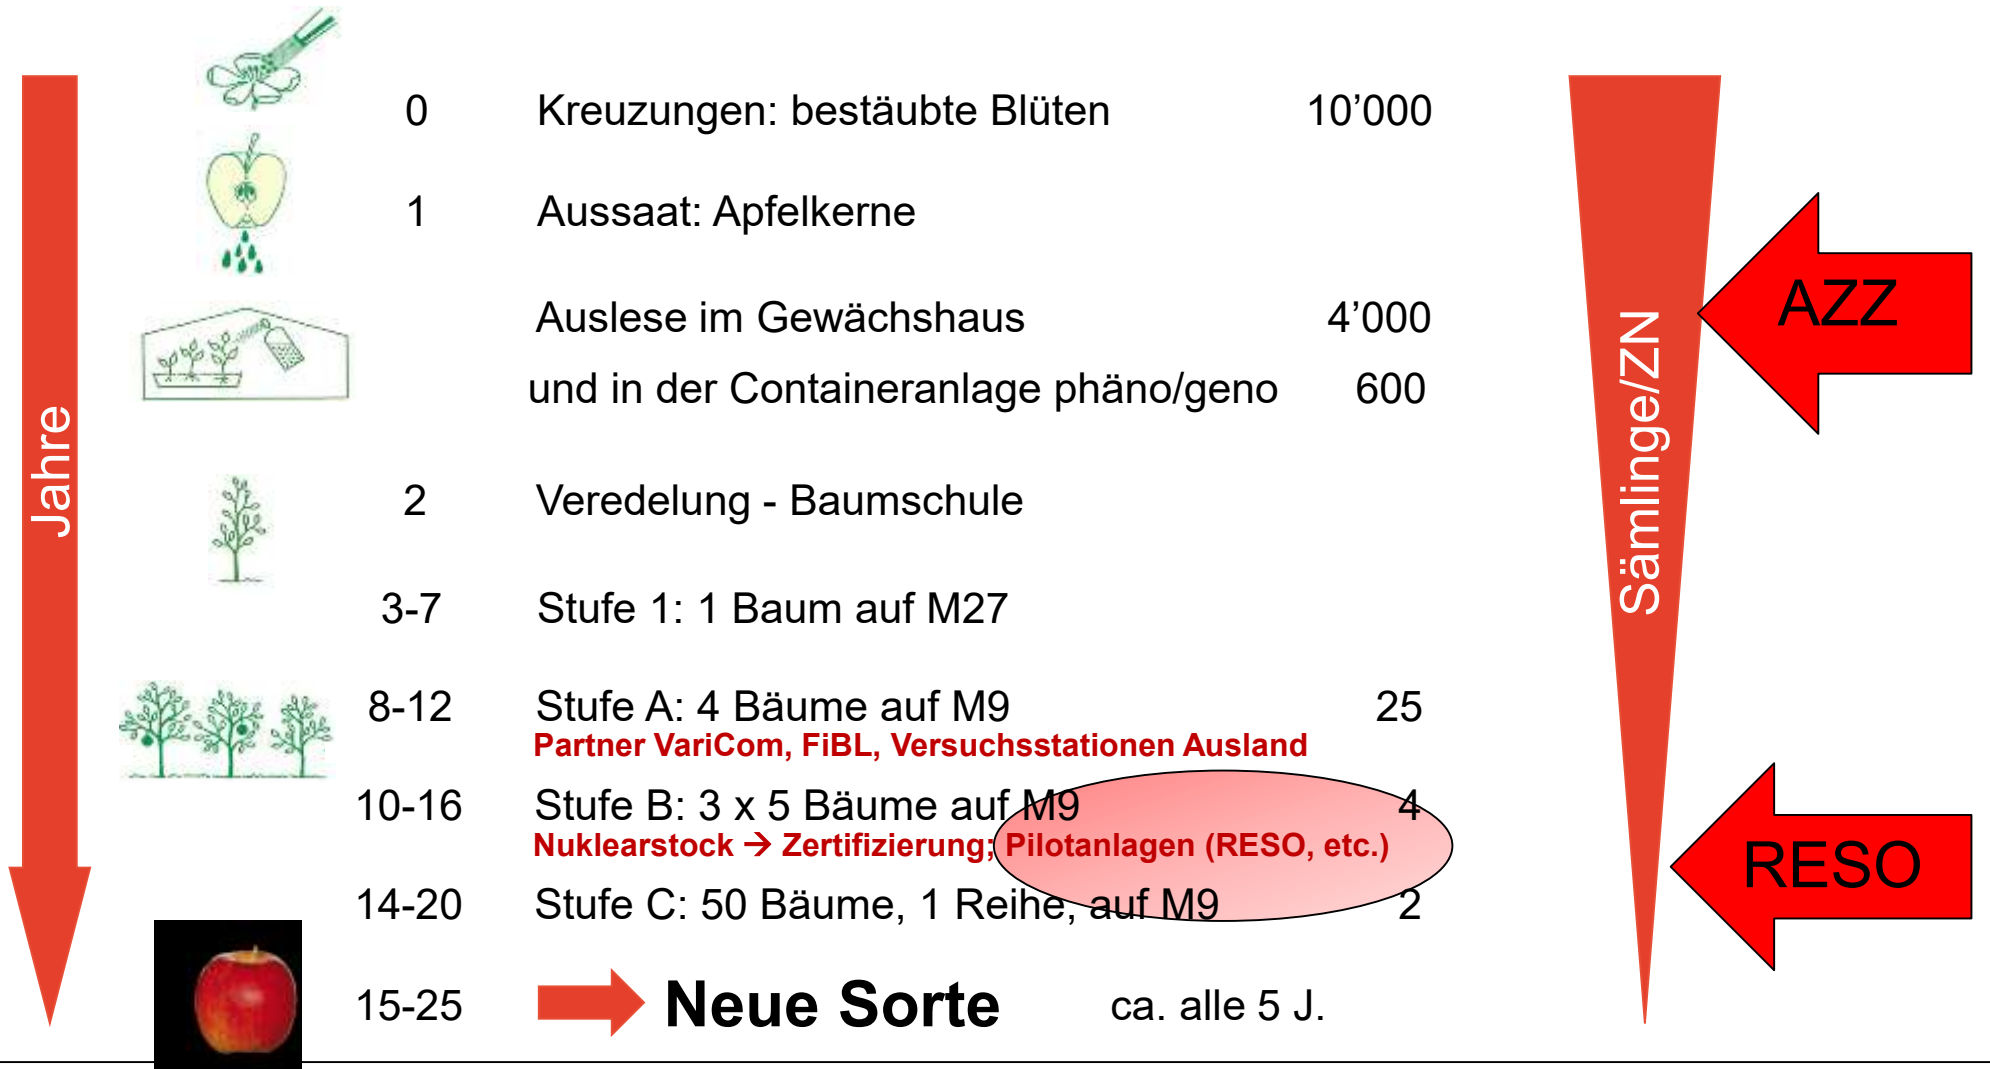 0 Kreuzungen: bestäubte Blüten 10’000
1 Aussaat: Apfelkerne
Auslese im Gewächshaus 4’000
und in der Containeranlage phäno/geno 600
2 Veredelung - Baumschule
3-7 Stufe 1: 1 Baum auf M27
8-12 Stufe A: 4 Bäume auf M9 25
Partner VariCom, FiBL, Versuchsstationen Ausland
10-16 Stufe B: 3 x 5 Bäume auf M9 4
Nuklearstock → Zertifizierung; Pilotanlagen (RESO, etc.)
14-20 Stufe C: 50 Bäume, 1 Reihe, auf M9 2
15-25 Neue Sorte ca. alle 5 J.
Jahre
Sämlinge/ZN
AZZ
RESO